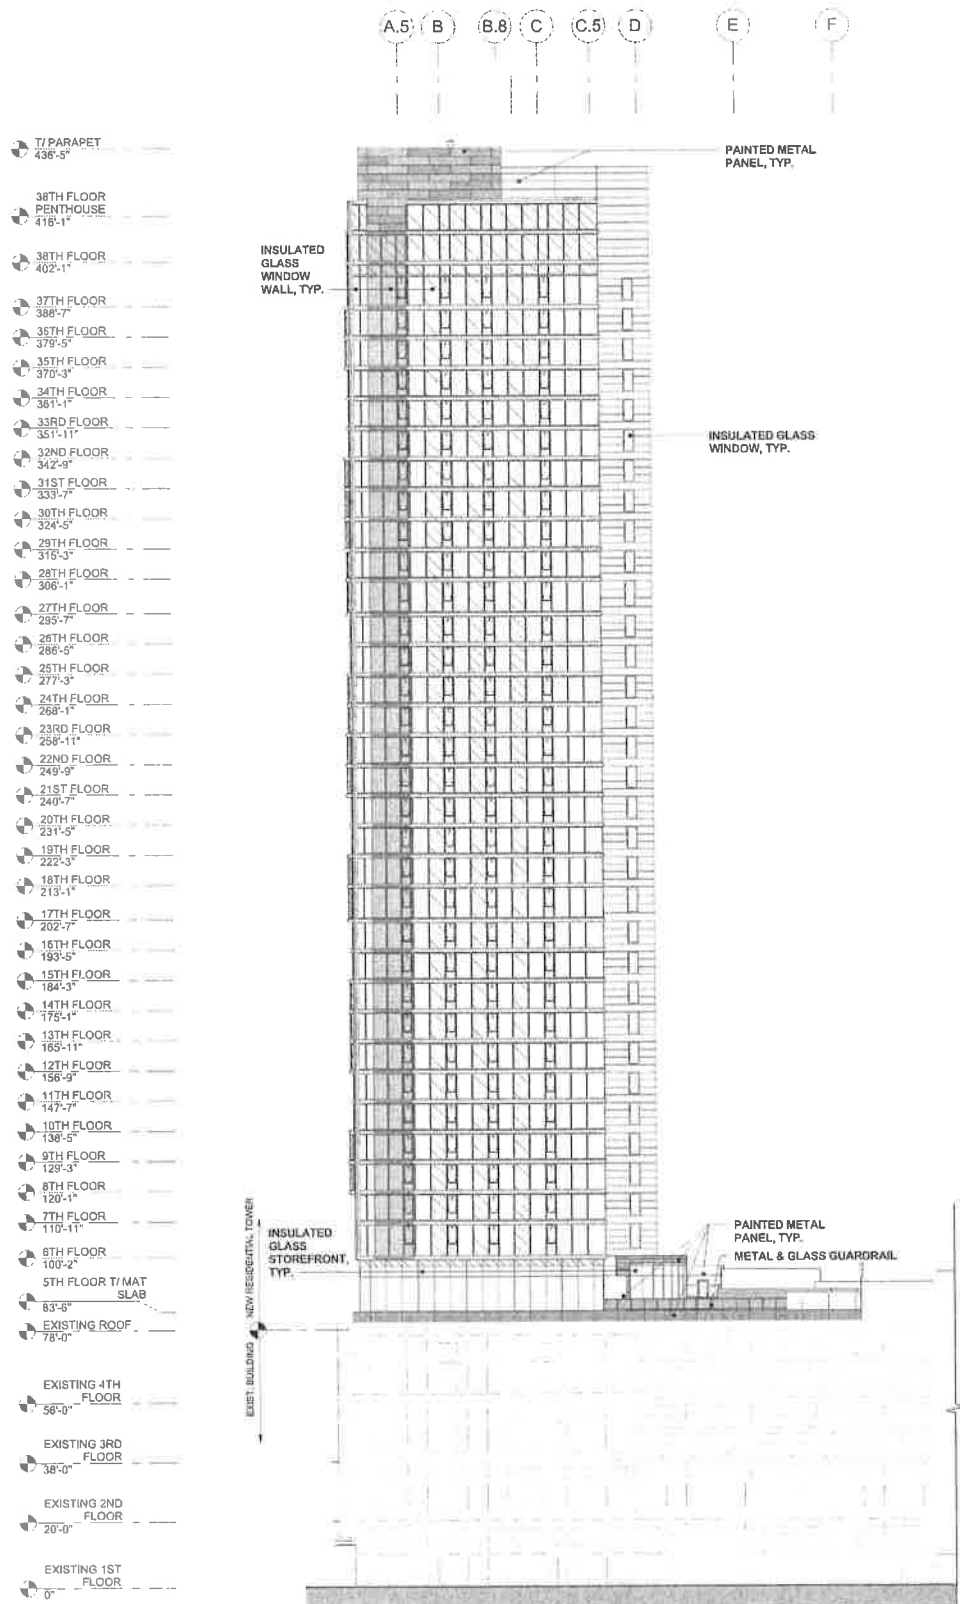 A.5 B B.8 C C.5 D E F
T/ PARAPET
436'-5"
38TH FLOOR
PENTHOUSE
416'-1"
38TH FLOOR
402'-1"
37TH FLOOR
388'-7"
36TH FLOOR
379'-5"
35TH FLOOR
370'-3"
34TH FLOOR
361'-1"
33RD FLOOR
351'-11"
32ND FLOOR
342'-9"
31ST FLOOR
333'-7"
30TH FLOOR
324'-5"
29TH FLOOR
315'-3"
28TH FLOOR
306'-1"
27TH FLOOR
295'-7"
26TH FLOOR
286'-5"
25TH FLOOR
277'-3"
24TH FLOOR
268'-1"
23RD FLOOR
258'-11"
22ND FLOOR
249'-9"
21ST FLOOR
240'-7"
20TH FLOOR
231'-5"
19TH FLOOR
222'-3"
18TH FLOOR
213'-1"
17TH FLOOR
202'-7"
16TH FLOOR
193'-5"
15TH FLOOR
184'-3"
14TH FLOOR
175'-1"
13TH FLOOR
165'-11"
12TH FLOOR
156'-9"
11TH FLOOR
147'-7"
10TH FLOOR
138'-5"
9TH FLOOR
129'-3"
8TH FLOOR
120'-1"
7TH FLOOR
110'-11"
6TH FLOOR
100'-2"
5TH FLOOR T/ MAT
SLAB
83'-6"
EXISTING ROOF
78'-0"
EXISTING 4TH
FLOOR
56'-0"
EXISTING 3RD
FLOOR
38'-0"
EXISTING 2ND
FLOOR
20'-0"
EXISTING 1ST
FLOOR
0"
PAINTED METAL
PANEL, TYP.
INSULATED
GLASS
WINDOW
WALL, TYP.
INSULATED GLASS
WINDOW, TYP.
INSULATED
GLASS
STOREFRONT,
TYP.
PAINTED METAL
PANEL, TYP.
METAL & GLASS GUARDRAIL
NEW RESIDENTIAL TOWER
EXIST. BUILDING